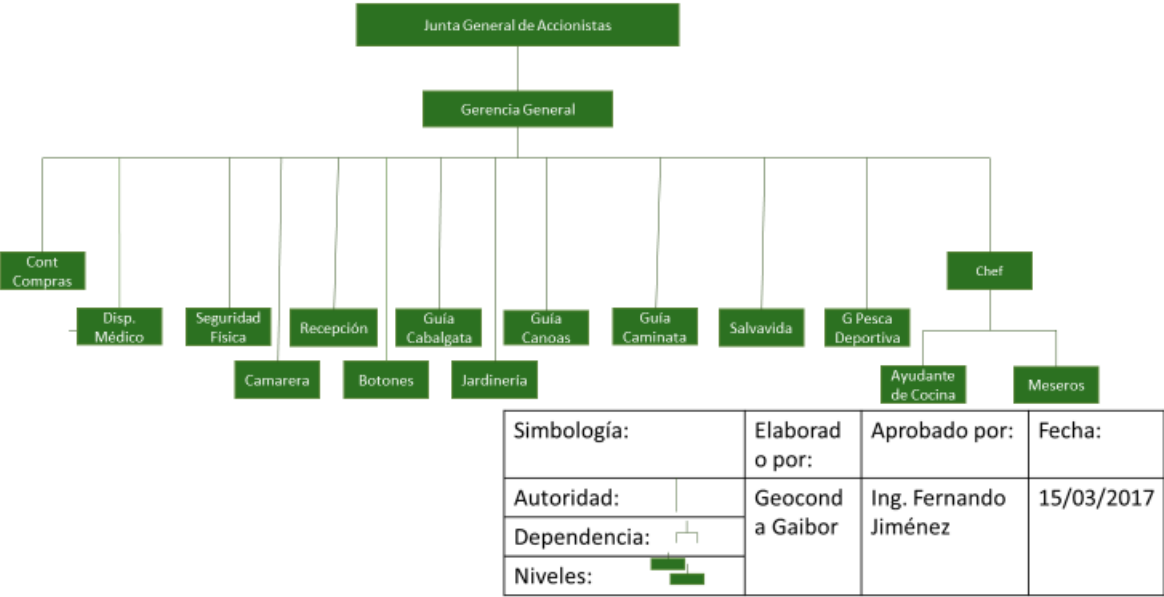 Junta General de Accionistas
Gerencia General
Cont
Compras
Chef
Disp.
Médico
Seguridad
Física
Recepción
Guía
Cabalgata
Guía
Canoas
Guía
Caminata
Salvavida
G Pesca
Deportiva
Camarera
Botones
Jardinería
Ayudante
de Cocina
Meseros
Simbología:
Elaborad
o por:
Aprobado por:
Fecha:
Autoridad:
Geocond
a Gaibor
Ing. Fernando
Jiménez
15/03/2017
Dependencia:
Niveles: